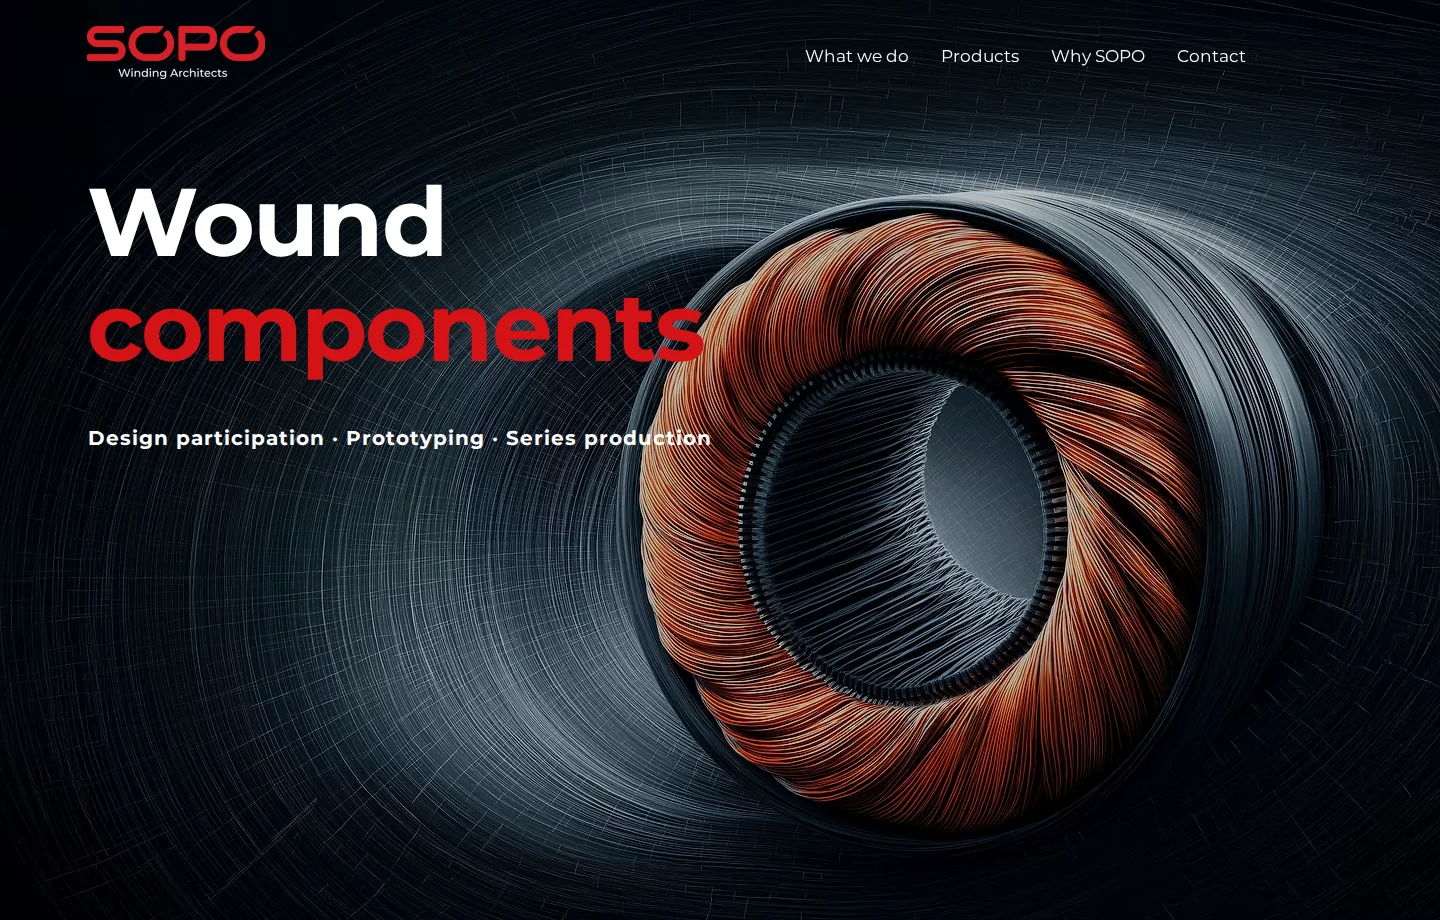 SOPO
Winding Architects
What we do
Products
Why SOPO
Contact
Wound
components
Design participation · Prototyping · Series production